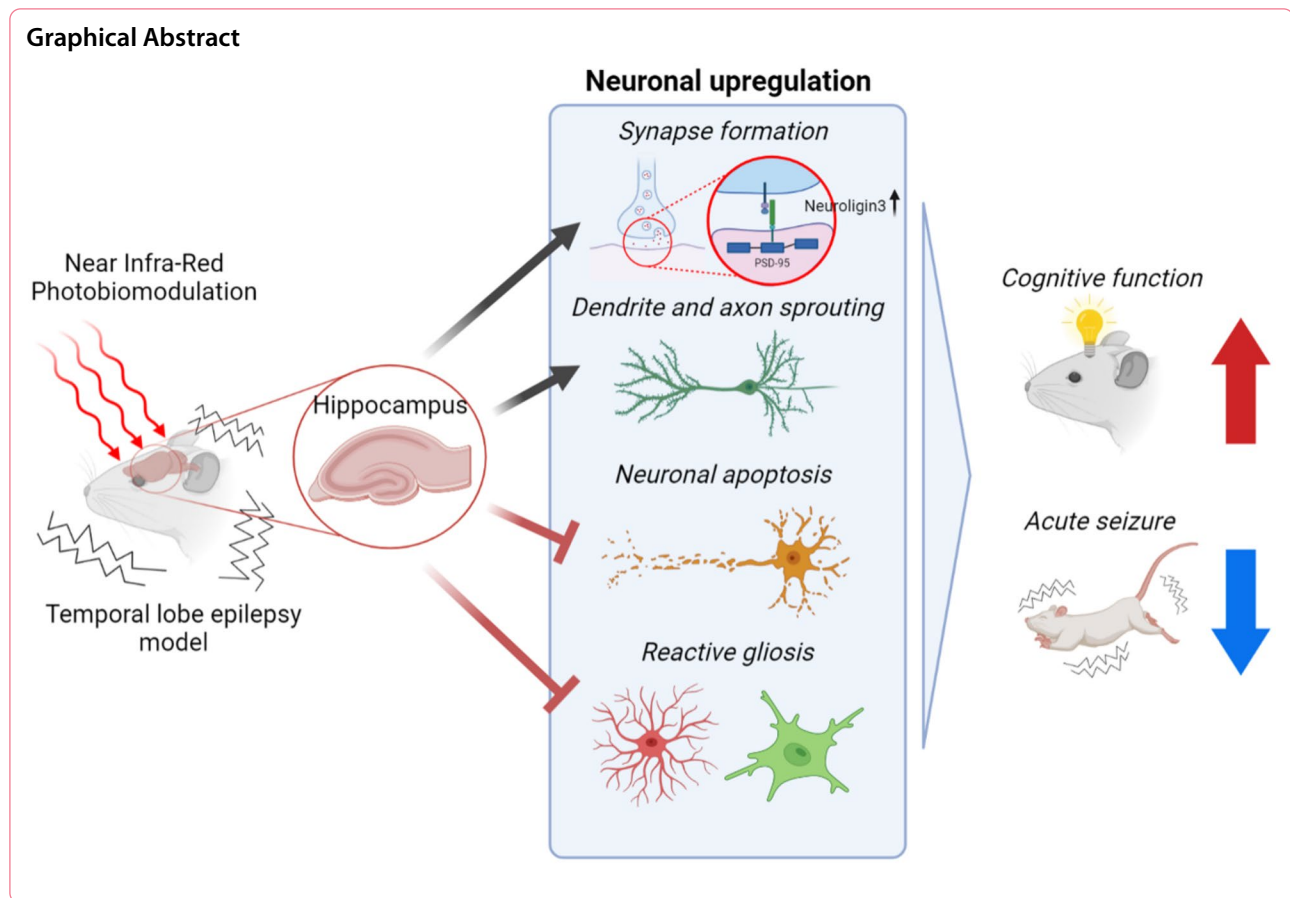 Graphical Abstract
Neuronal upregulation
Synapse formation
Neuroligin3
PSD-95
Near Infra-Red
Photobiomodulation
Dendrite and axon sprouting
Hippocampus
Neuronal apoptosis
Temporal lobe epilepsy
model
Reactive gliosis
Cognitive function
Acute seizure